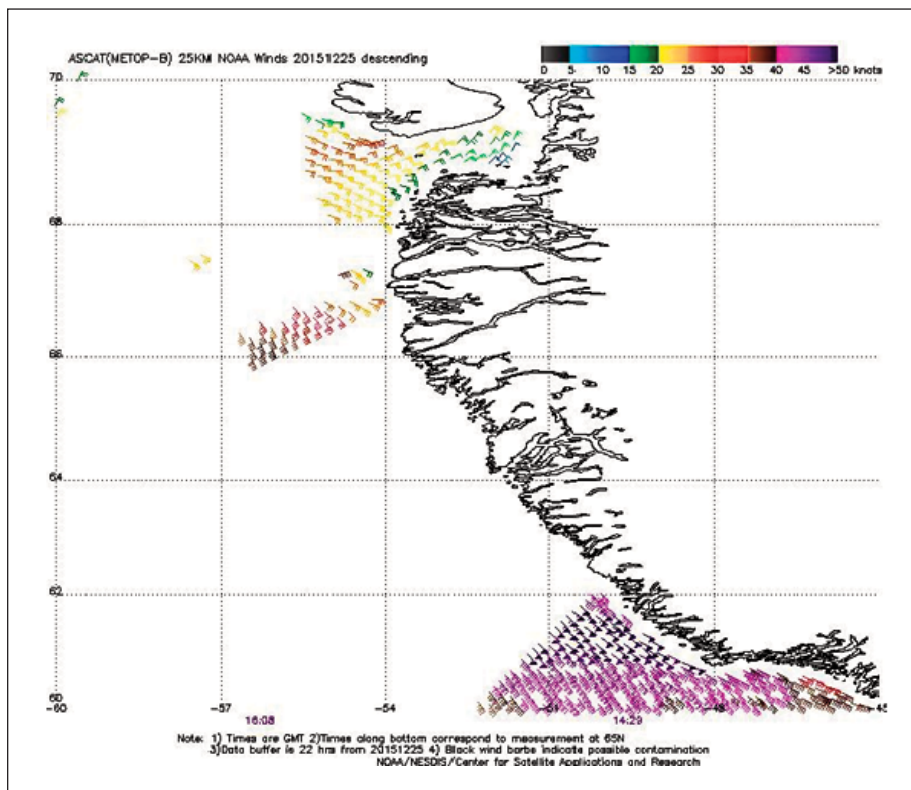 ASCAT(METOP-B) 25KM NOAA Winds 20151225 descending
0 5 10 15 20 25 30 35 40 45 >50 knots
70
68
66
64
62
60
-60 -57 -54 -51 -48 -45
16:08 14:29
Note: 1) Times are GMT 2)Times along bottom correspond to measurement at 65N
3)Data buffer is 22 hrs from 20151225 4) Black wind barbs indicate possible contamination
NOAA/NESDIS/Center for Satellite Applications and Research